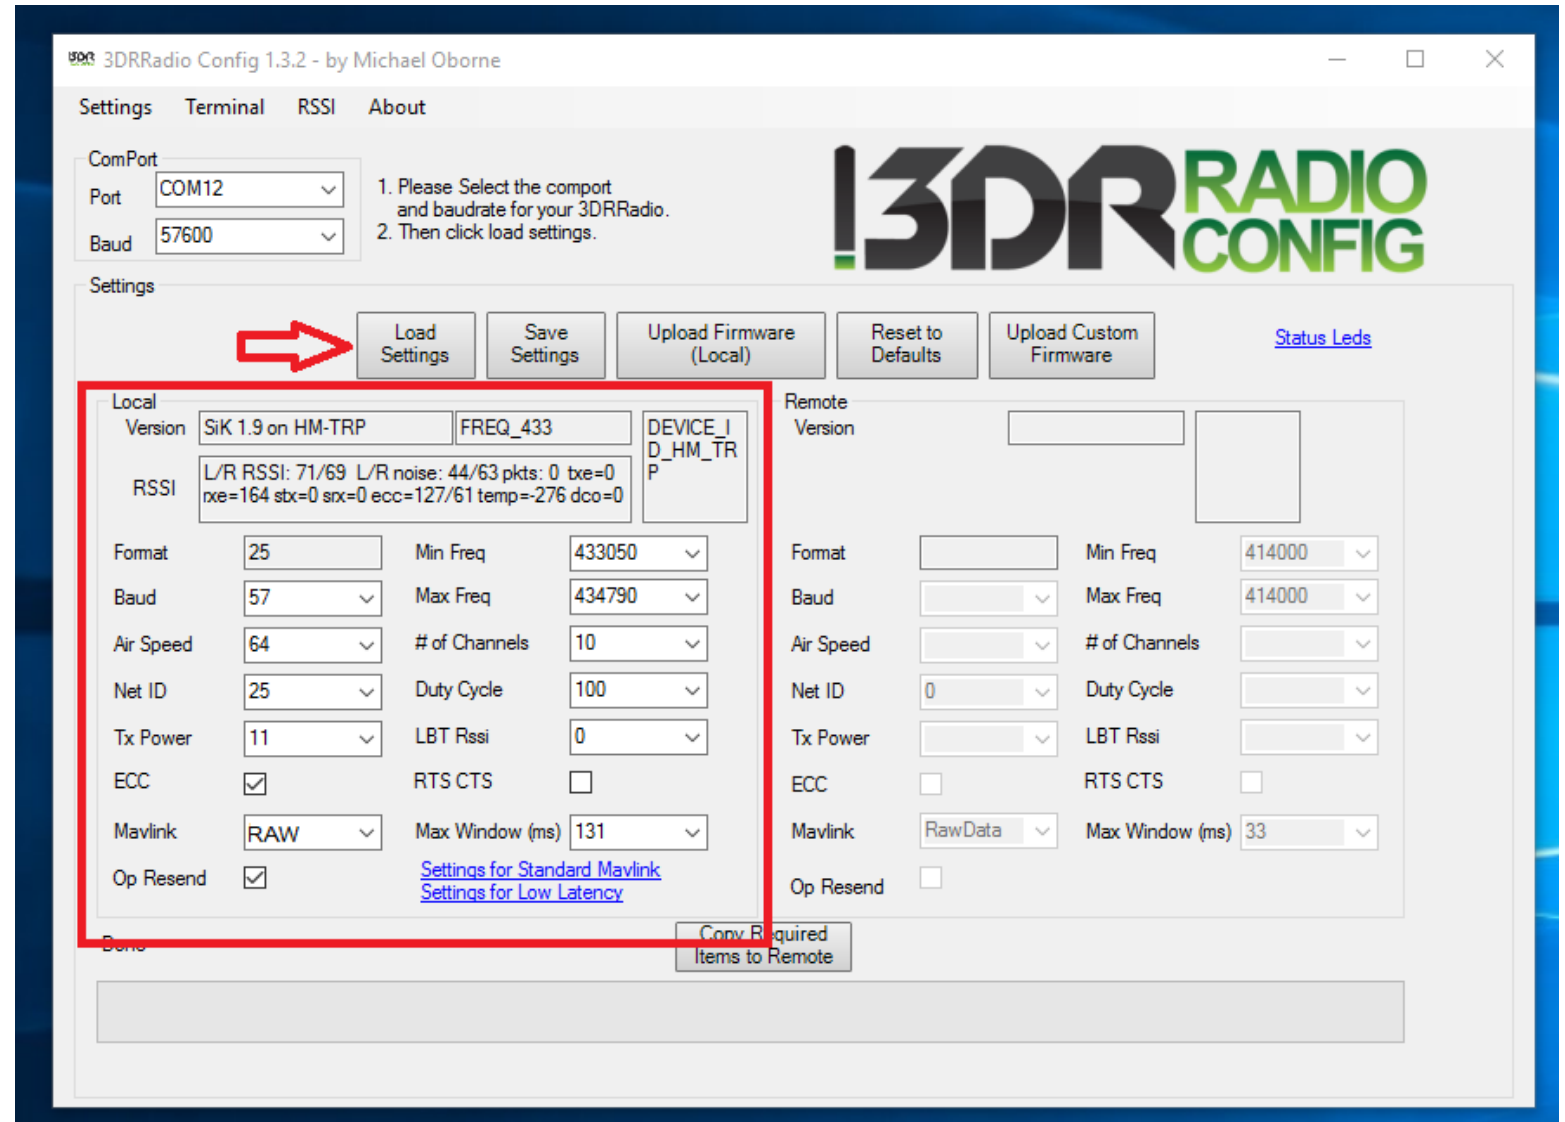 3DRRadio Config 1.3.2 - by Michael Oborne
Settings Terminal RSSI About
ComPort
Port COM12
Baud 57600
1. Please Select the comport
and baudrate for your 3DRRadio.
2. Then click load settings.
3DR RADIO
CONFIG
Settings
Load
Settings
Save
Settings
Upload Firmware
(Local)
Reset to
Defaults
Upload Custom
Firmware
Status Leds
Local
Version SiK 1.9 on HM-TRP FREQ_433
DEVICE_I
D_HM_TR
P
RSSI
L/R RSSI: 71/69 L/R noise: 44/63 pkts: 0 txe=0
rxe=164 stx=0 srx=0 ecc=127/61 temp=-276 dco=0
Format 25 Min Freq 433050
Baud 57 Max Freq 434790
Air Speed 64 # of Channels 10
Net ID 25 Duty Cycle 100
Tx Power 11 LBT Rssi 0
ECC RTS CTS
Mavlink RAW Max Window (ms) 131
Op Resend
Settings for Standard Mavlink
Settings for Low Latency
Remote
Version
Format Min Freq 414000
Baud Max Freq 414000
Air Speed # of Channels
Net ID 0 Duty Cycle
Tx Power LBT Rssi
ECC RTS CTS
Mavlink RawData Max Window (ms) 33
Op Resend
Done
Copy Required
Items to Remote